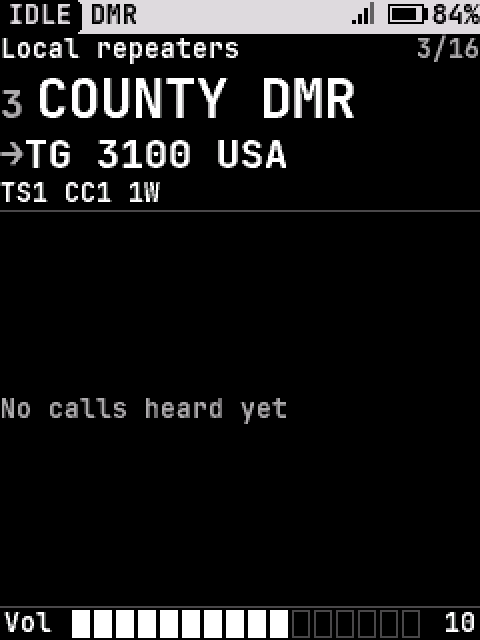 IDLE DMR 84%
Local repeaters 3/16
3 COUNTY DMR
→TG 3100 USA
TS1 CC1 1W
No calls heard yet
Vol 10